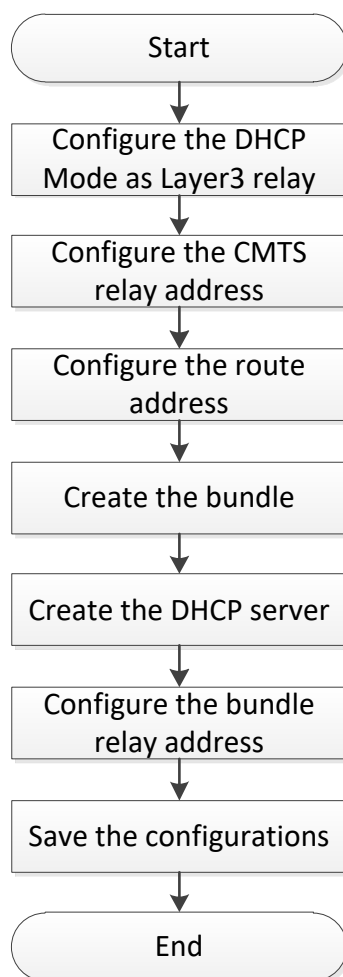 Start
Configure the DHCP
Mode as Layer3 relay
Configure the CMTS
relay address
Configure the route
address
Create the bundle
Create the DHCP server
Configure the bundle
relay address
Save the configurations
End